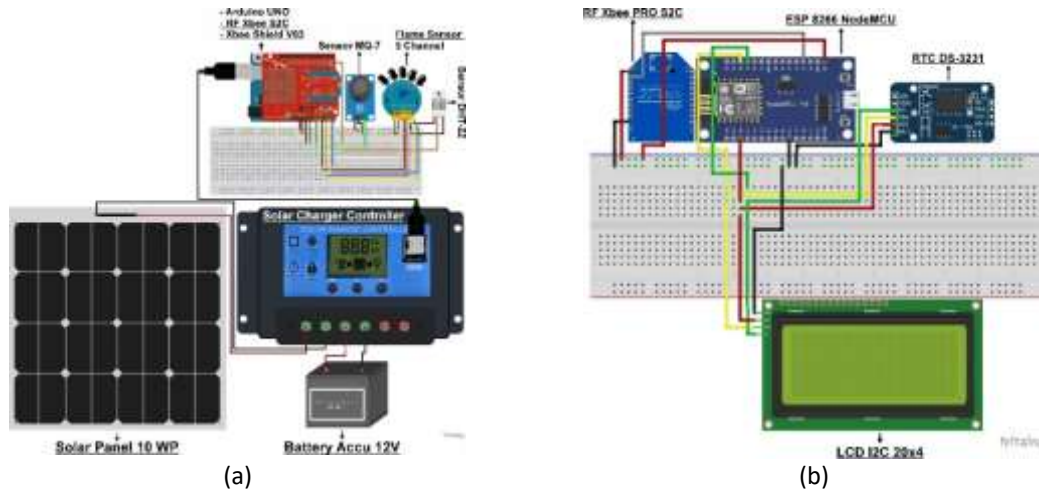 - Arduino UNO
- RF Xbee S2C
- Xbee Shield V03
Sensor MQ-7
Flame Sensor
5 Channel
Sensor DHT-22
Solar Charger Controller
Solar Panel 10 WP
Battery Accu 12V
(a)
RF Xbee PRO S2C
ESP 8266 NodeMCU
RTC DS-3231
LCD I2C 20x4
fritzing
(b)